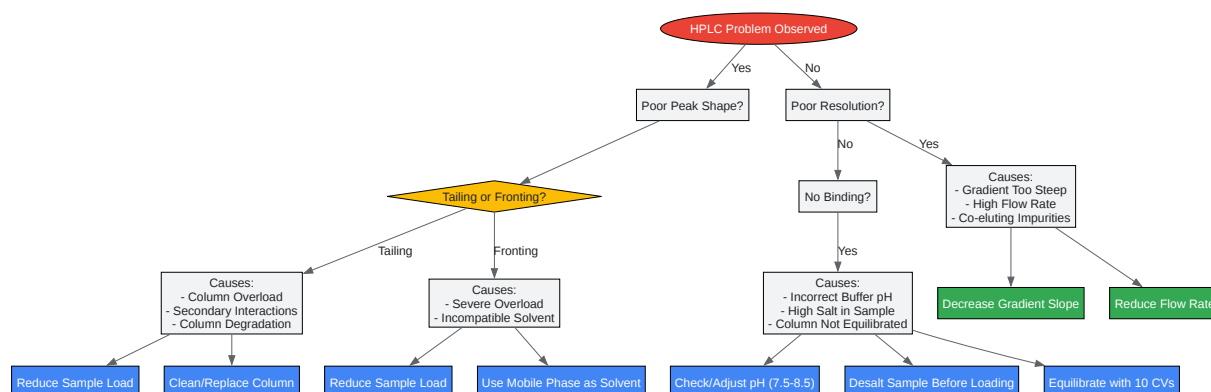 HPLC Problem Observed
Yes
No
Poor Peak Shape?
Poor Resolution?
No
Yes
Tailing or Fronting?
No Binding?
Causes:
- Gradient Too Steep
- High Flow Rate
- Co-eluting Impurities
Tailing
Fronting
Yes
Causes:
- Column Overload
- Secondary Interactions
- Column Degradation
Causes:
- Severe Overload
- Incompatible Solvent
Causes:
- Incorrect Buffer pH
- High Salt in Sample
- Column Not Equilibrated
Decrease Gradient Slope
Reduce Flow Rate
Reduce Sample Load
Clean/Replace Column
Reduce Sample Load
Use Mobile Phase as Solvent
Check/Adjust pH (7.5-8.5)
Desalt Sample Before Loading
Equilibrate with 10 CVs